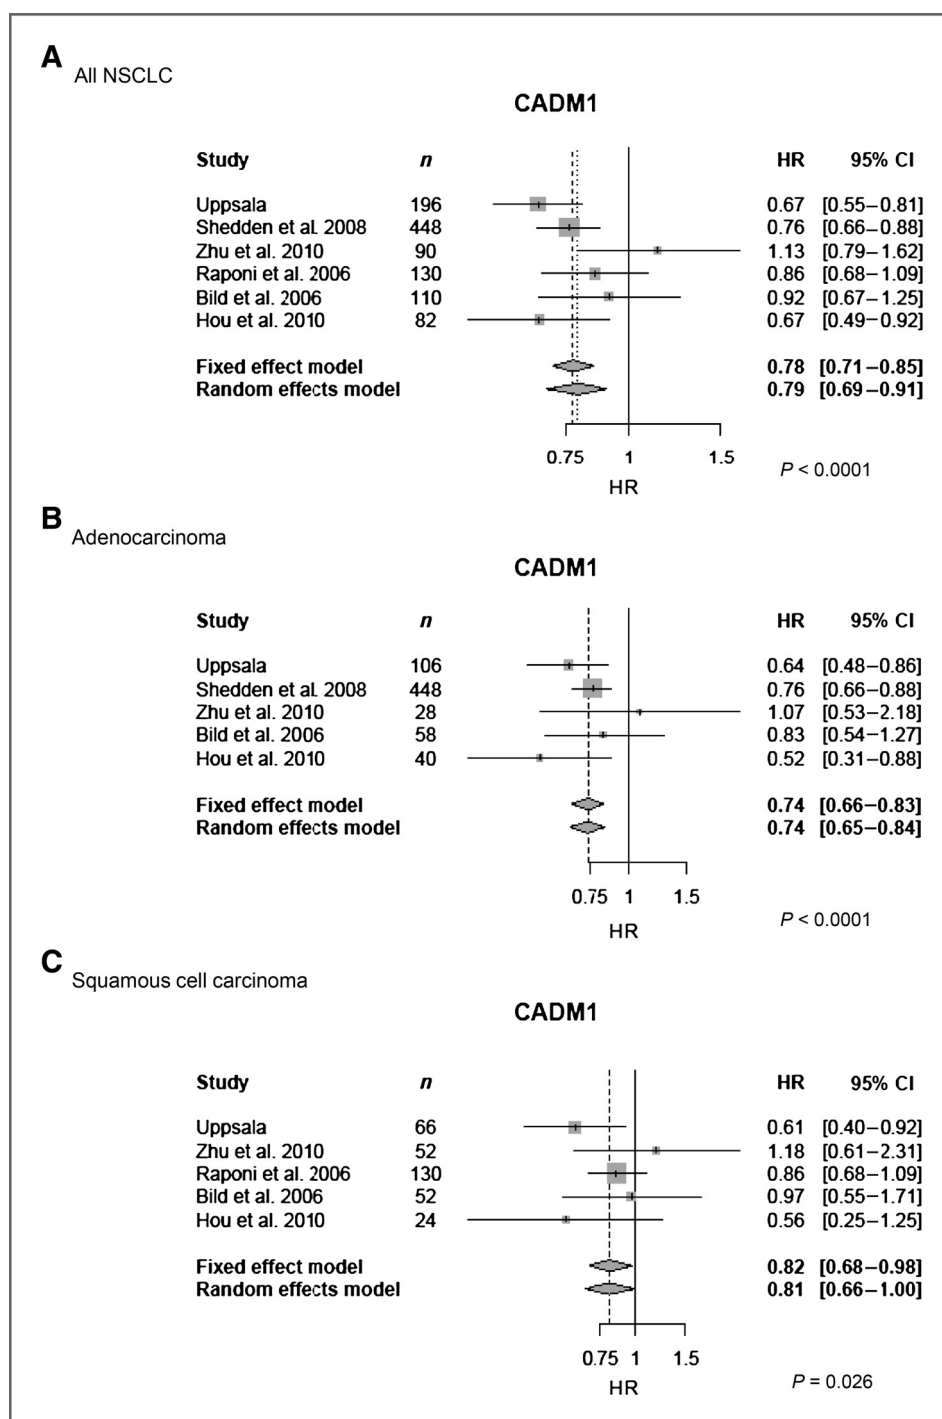 A
All NSCLC
CADM1
Study n HR 95% CI
Uppsala 196 0.67 [0.55–0.81]
Shedden et al. 2008 448 0.76 [0.66–0.88]
Zhu et al. 2010 90 1.13 [0.79–1.62]
Raponi et al. 2006 130 0.86 [0.68–1.09]
Bild et al. 2006 110 0.92 [0.67–1.25]
Hou et al. 2010 82 0.67 [0.49–0.92]
Fixed effect model 0.78 [0.71–0.85]
Random effects model 0.79 [0.69–0.91]
0.75 1 1.5
HR
P < 0.0001
B
Adenocarcinoma
CADM1
Study n HR 95% CI
Uppsala 106 0.64 [0.48–0.86]
Shedden et al. 2008 448 0.76 [0.66–0.88]
Zhu et al. 2010 28 1.07 [0.53–2.18]
Bild et al. 2006 58 0.83 [0.54–1.27]
Hou et al. 2010 40 0.52 [0.31–0.88]
Fixed effect model 0.74 [0.66–0.83]
Random effects model 0.74 [0.65–0.84]
0.75 1 1.5
HR
P < 0.0001
C
Squamous cell carcinoma
CADM1
Study n HR 95% CI
Uppsala 66 0.61 [0.40–0.92]
Zhu et al. 2010 52 1.18 [0.61–2.31]
Raponi et al. 2006 130 0.86 [0.68–1.09]
Bild et al. 2006 52 0.97 [0.55–1.71]
Hou et al. 2010 24 0.56 [0.25–1.25]
Fixed effect model 0.82 [0.68–0.98]
Random effects model 0.81 [0.66–1.00]
0.75 1 1.5
HR
P = 0.026